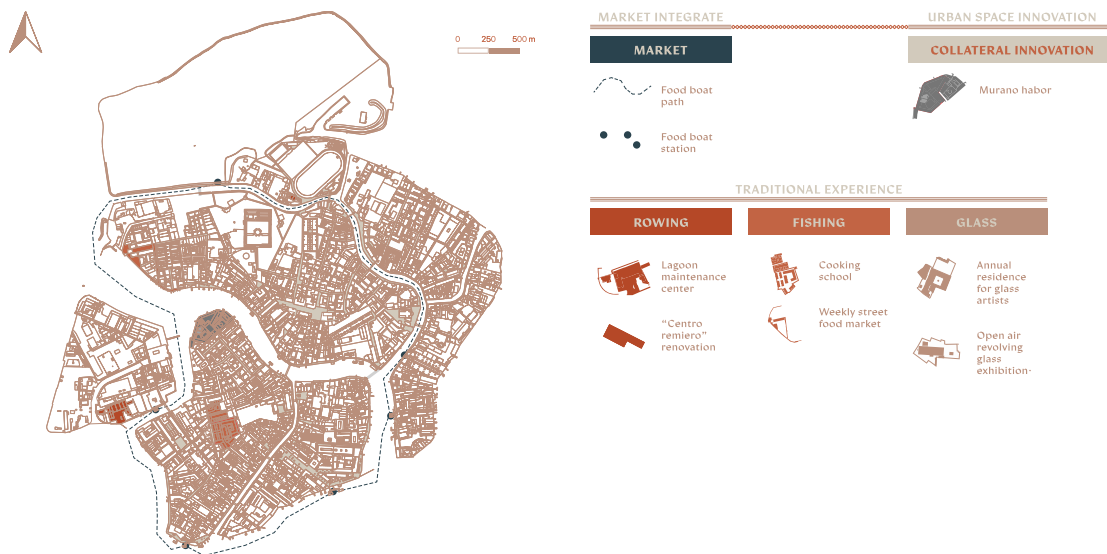 0 250 500 m
MARKET INTEGRATE
URBAN SPACE INNOVATION
MARKET
COLLATERAL INNOVATION
Food boat
path
Murano habor
Food boat
station
TRADITIONAL EXPERIENCE
ROWING
FISHING
GLASS
Lagoon
maintenance
center
Cooking
school
Annual
residence
for glass
artists
"Centro
remiero"
renovation
Weekly street
food market
Open air
revolving
glass
exhibition·